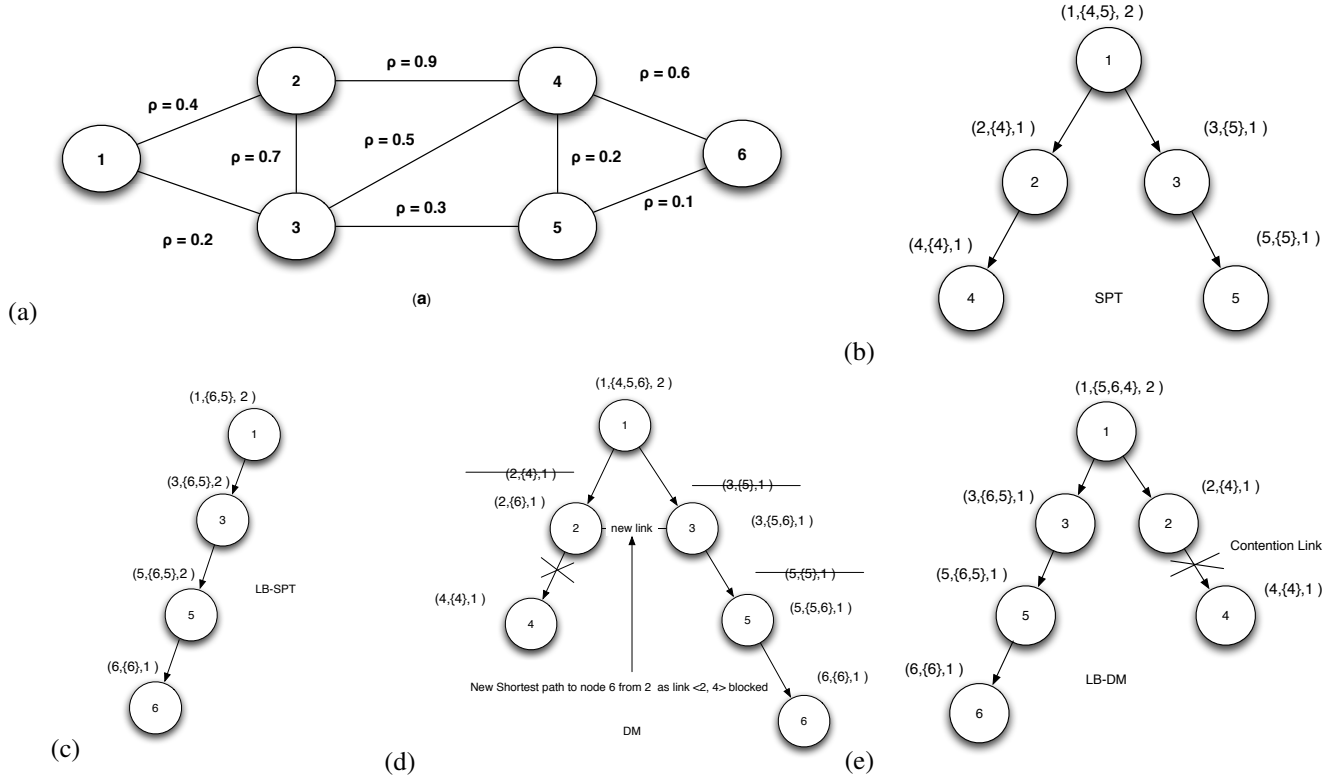 ρ = 0.4
ρ = 0.9
ρ = 0.6
ρ = 0.7
ρ = 0.5
ρ = 0.2
ρ = 0.2
ρ = 0.3
ρ = 0.1
1
2
3
4
5
6
(a)
(a)
(1,{4,5}, 2 )
1
(2,{4},1 )
(3,{5},1 )
2
3
(4,{4},1 )
(5,{5},1 )
4
SPT
5
(b)
(1,{6,5}, 2 )
1
(3,{6,5},2 )
3
(5,{6,5},2 )
5
LB-SPT
(6,{6},1 )
6
(c)
(1,{4,5,6}, 2 )
1
(2,{4},1 )
(3,{5},1 )
(2,{6},1 )
(3,{5,6},1 )
2
new link
3
(5,{5},1 )
(4,{4},1 )
(5,{5,6},1 )
4
5
(6,{6},1 )
New Shortest path to node 6 from 2 as link <2, 4> blocked
6
DM
(d)
(1,{5,6,4}, 2 )
1
(3,{6,5},1 )
(2,{4},1 )
3
2
Contention Link
(5,{6,5},1 )
(4,{4},1 )
5
4
(6,{6},1 )
LB-DM
6
(e)